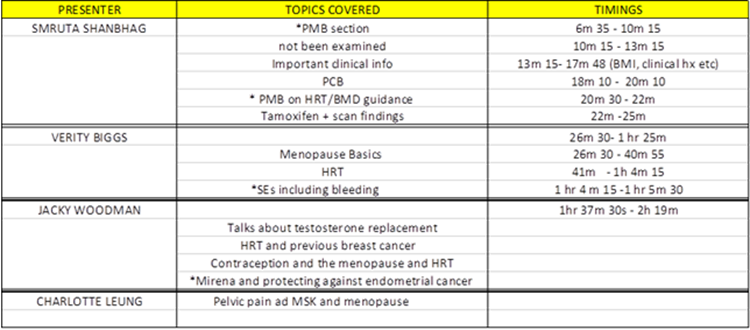 PRESENTER TOPICS COVERED TIMINGS
SMRUTA SHANBHAG *PMB section 6m 35 - 10m 15
not been examined 10m 15 - 13m 15
Important clinical info 13m 15- 17m 48 (BMI, clinical hx etc)
PCB 18m 10 - 20m 10
* PMB on HRT/BMD guidance 20m 30 - 22m
Tamoxifen + scan findings 22m -25m
VERITY BIGGS 26m 30- 1 hr 25m
Menopause Basics 26m 30 - 40m 55
HRT 41m - 1h 4m 15
*SEs including bleeding 1 hr 4 m 15 -1 hr 5m 30
JACKY WOODMAN 1hr 37m 30s - 2h 19m
Talks about testosterone replacement
HRT and previous breast cancer
Contraception and the menopause and HRT
*Mirena and protecting against endometrial cancer
CHARLOTTE LEUNG Pelvic pain ad MSK and menopause